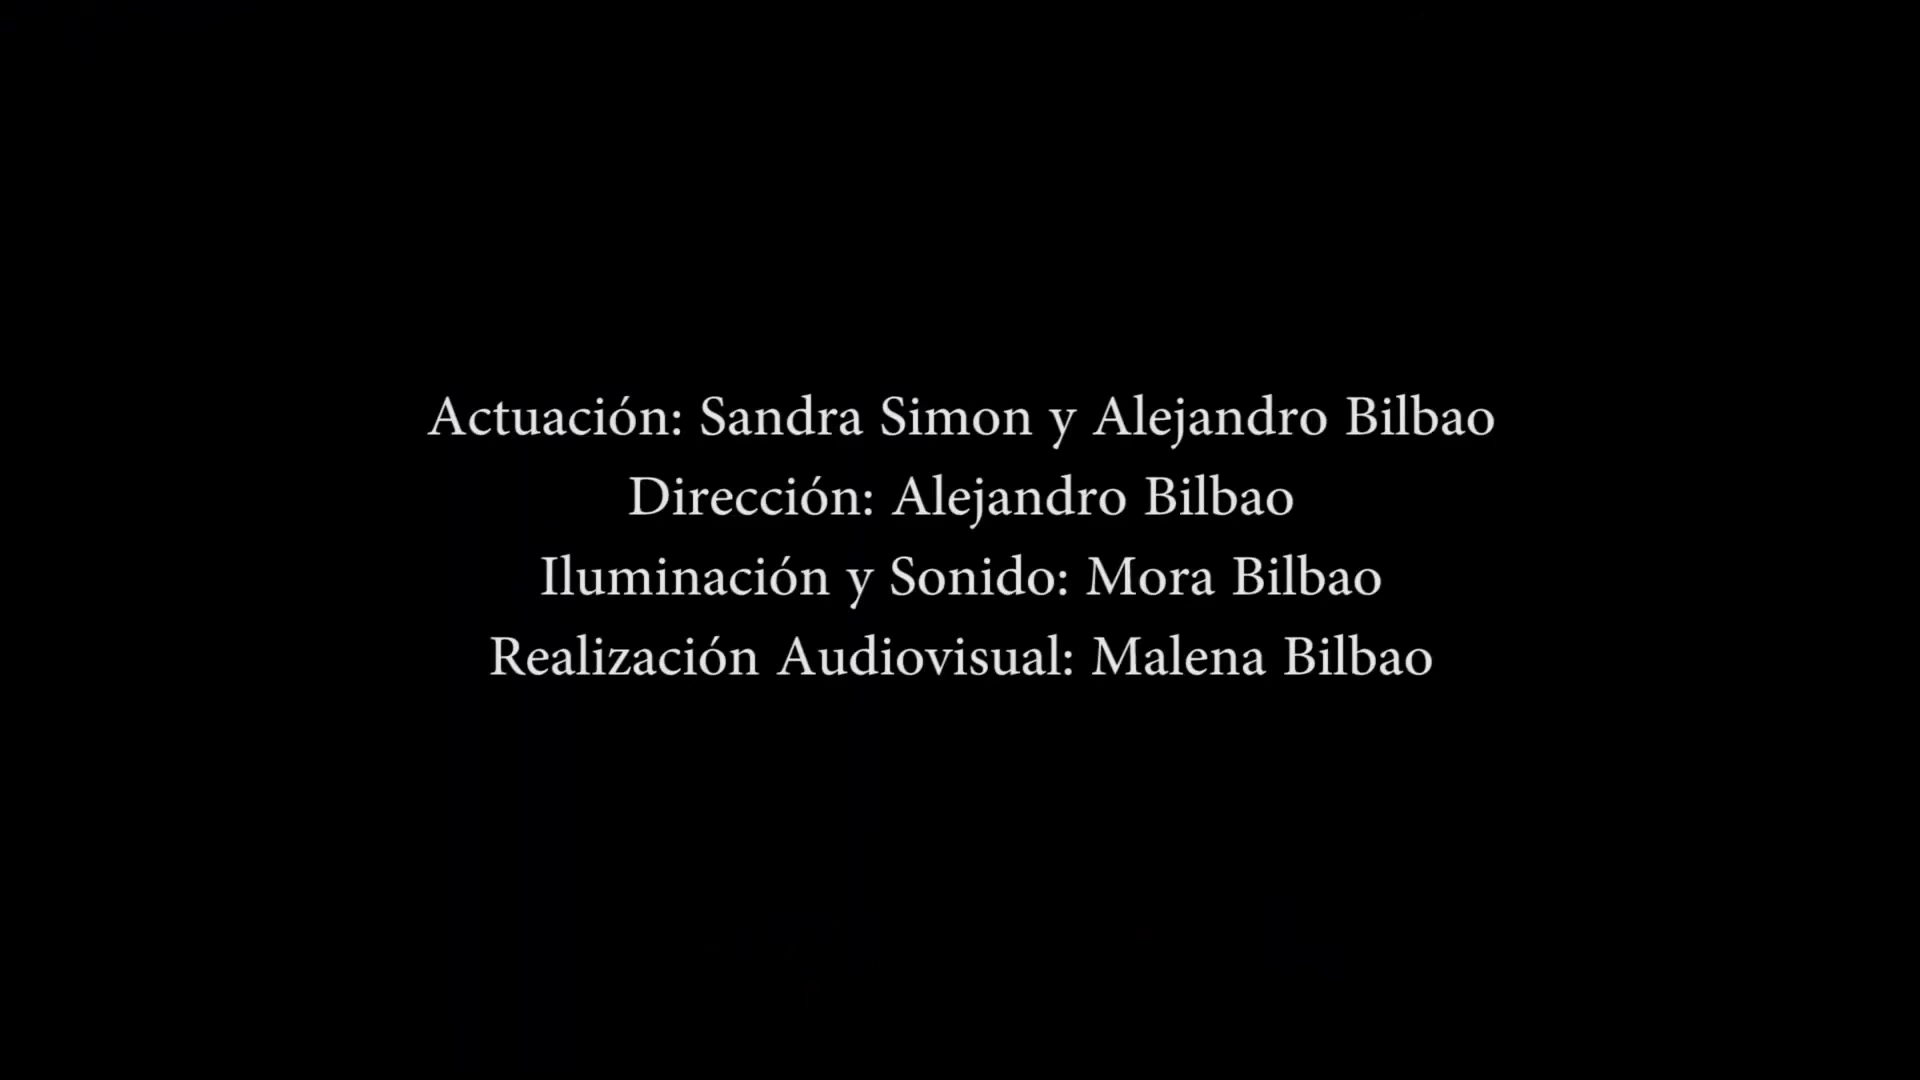 Actuación: Sandra Simon y Alejandro Bilbao
Dirección: Alejandro Bilbao
Iluminación y Sonido: Mora Bilbao
Realización Audiovisual: Malena Bilbao